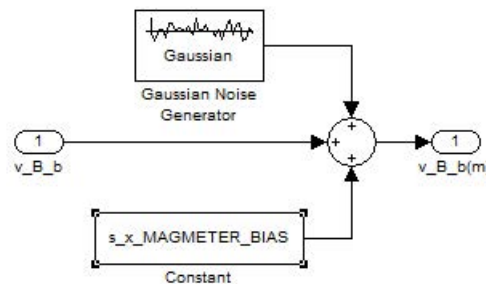 Gaussian
Gaussian Noise
Generator
1
v_B_b
+
+
+
1
v_B_b(m
s_x_MAGMETER_BIAS
Constant